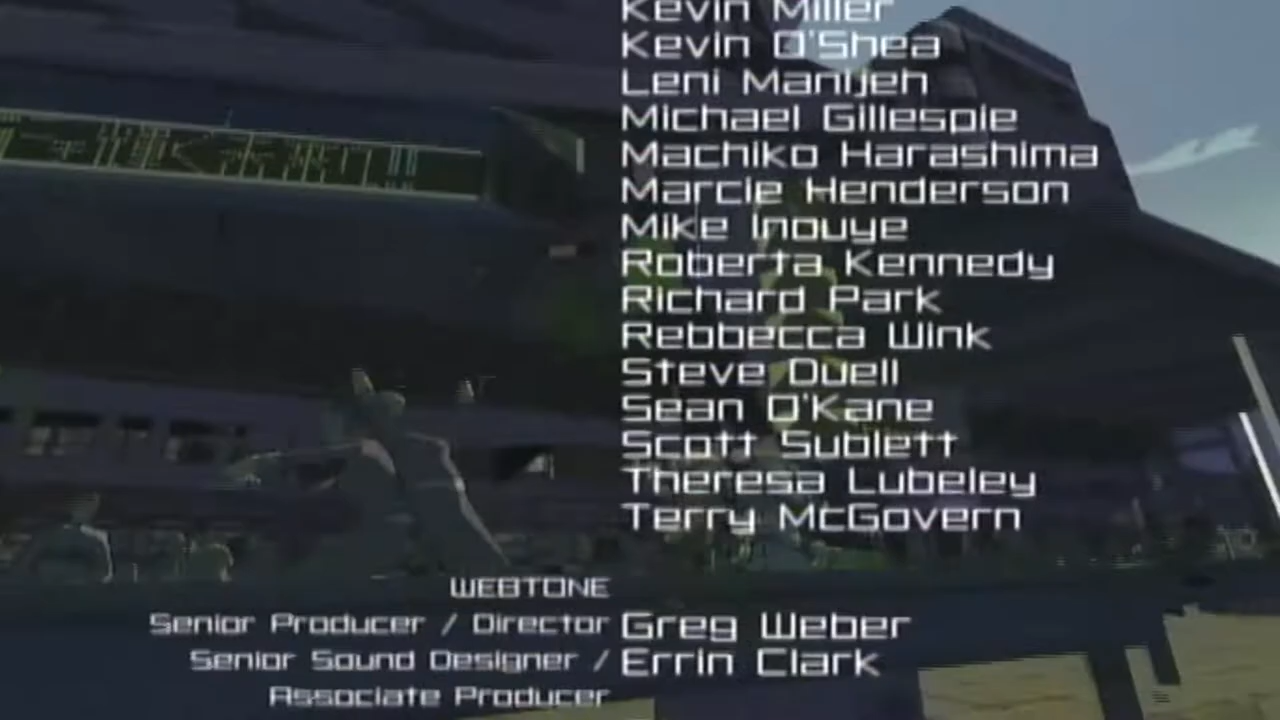 Kevin Miller
Kevin O'Shea
Leni Manijeh
Michael Gillespie
Machiko Harashima
Marcie Henderson
Mike Inouye
Roberta Kennedy
Richard Park
Rebbecca Wink
Steve Duell
Sean O'Kane
Scott Sublett
Theresa Lubeley
Terry McGovern
WEBTONE
Senior Producer / Director Greg Weber
Senior Sound Designer / Errin Clark
Associate Producer